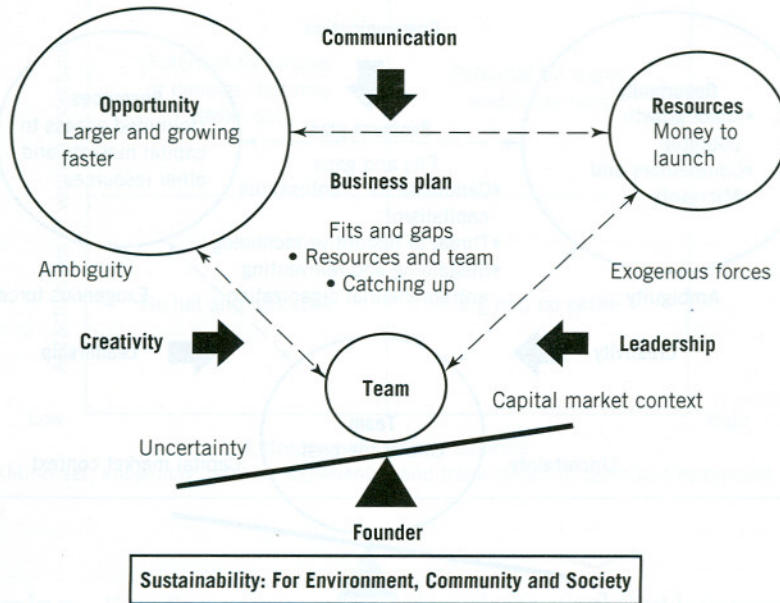 Communication
Opportunity
Larger and growing
faster
Resources
Money to
launch
Business plan
Fits and gaps
• Resources and team
• Catching up
Ambiguity
Exogenous forces
Creativity
Leadership
Team
Capital market context
Uncertainty
Founder
Sustainability: For Environment, Community and Society